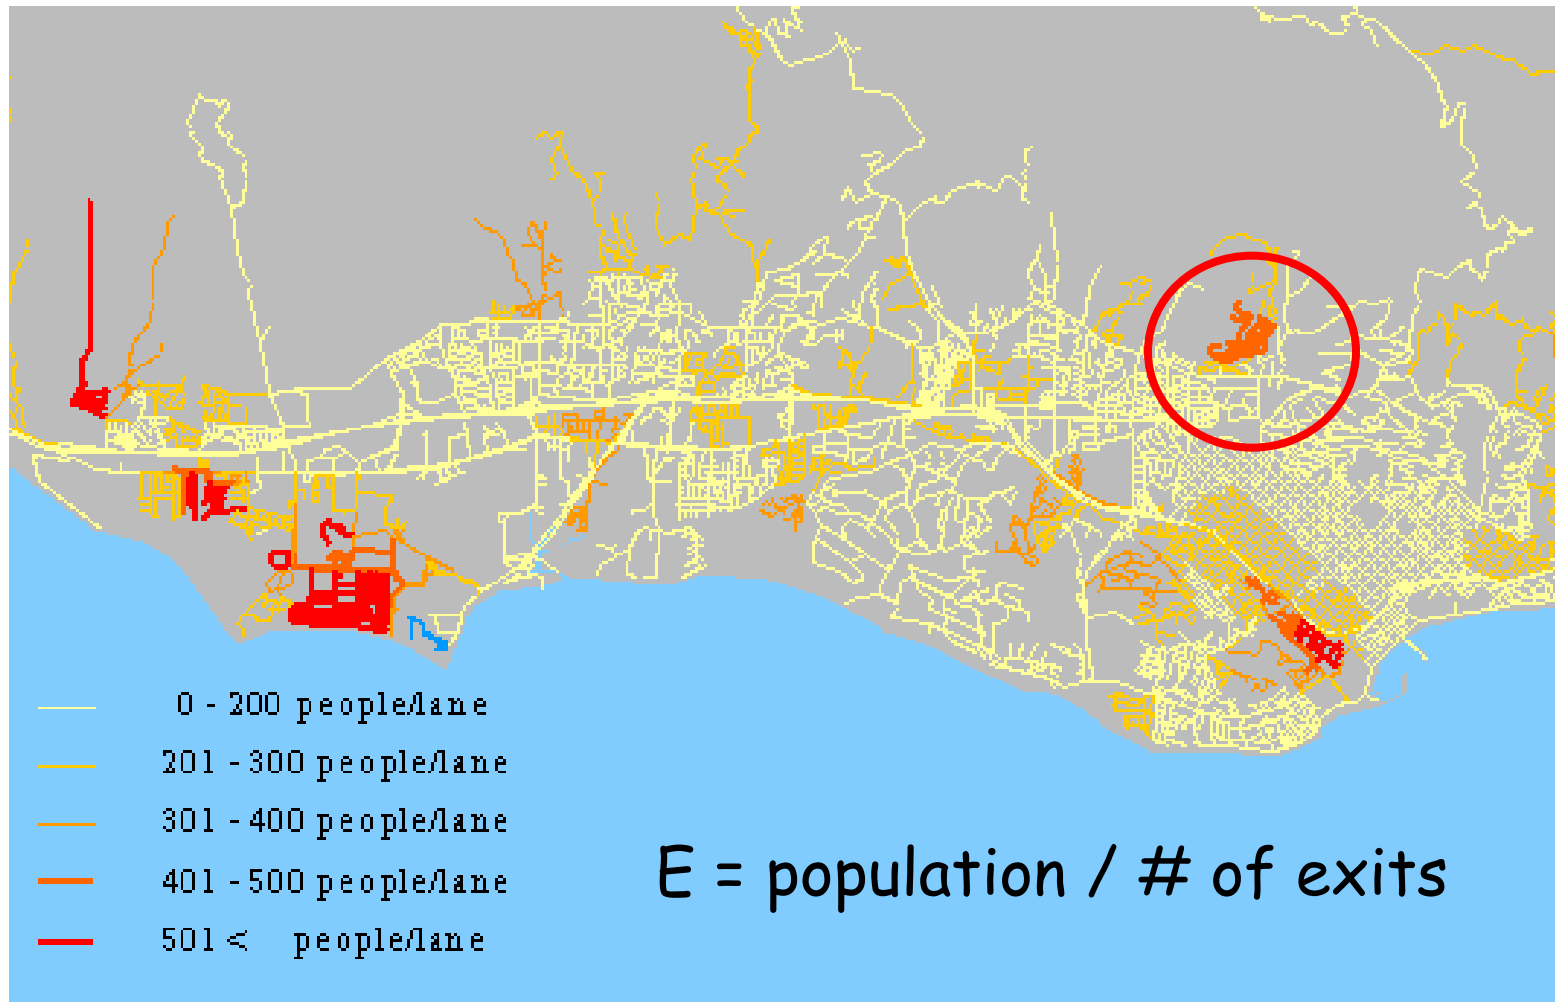 0 - 200 people/lane
201 - 300 people/lane
301 - 400 people/lane
401 - 500 people/lane
501 < people/lane
E = population / # of exits